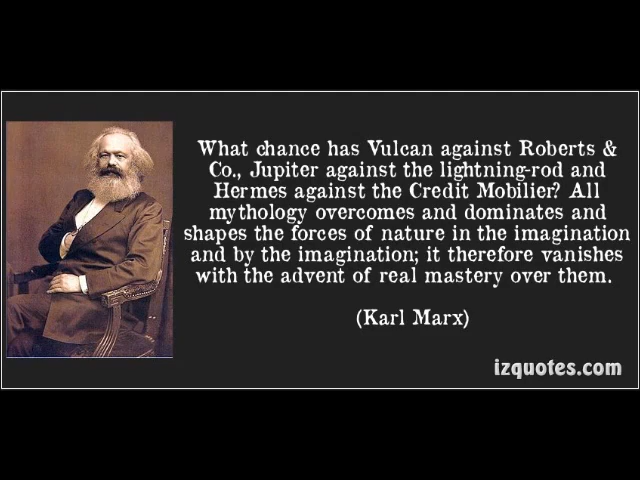 What chance has Vulcan against Roberts &
Co., Jupiter against the lightning-rod and
Hermes against the Credit Mobilier? All
mythology overcomes and dominates and
shapes the forces of nature in the imagination
and by the imagination; it therefore vanishes
with the advent of real mastery over them.
(Karl Marx)
izquotes.com